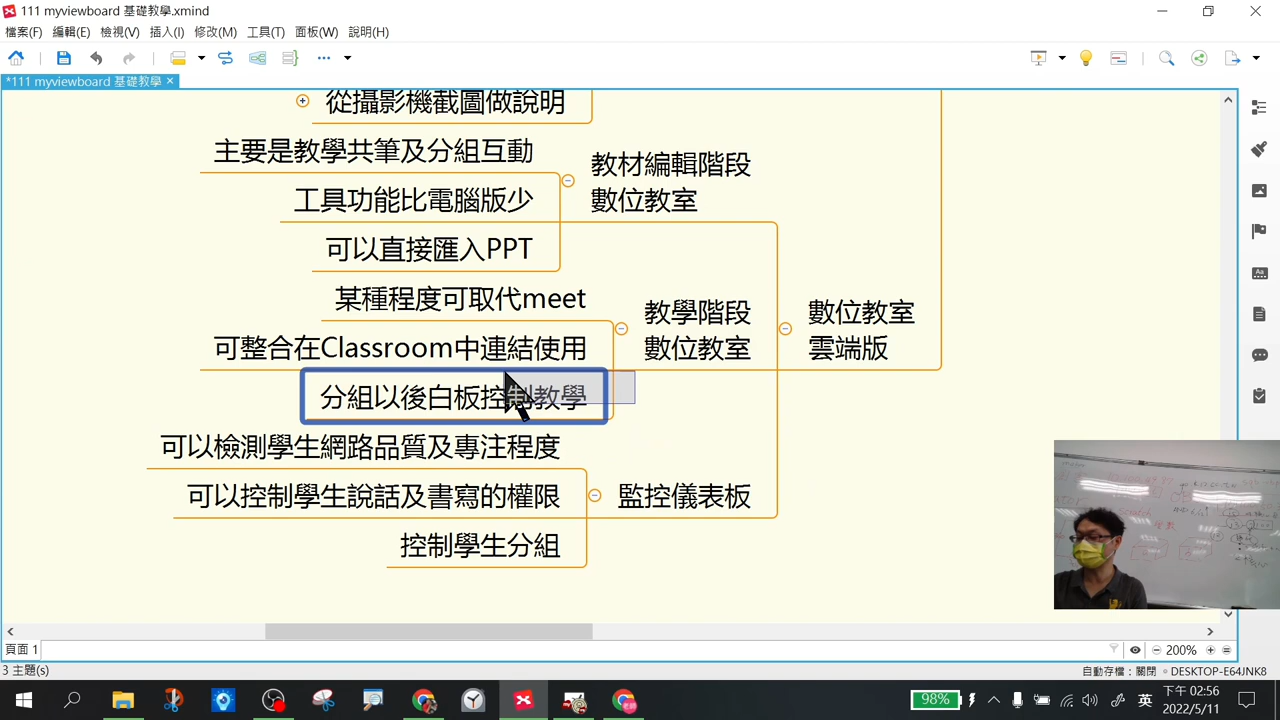 111 myviewboard 基礎教學.xmind
檔案(F) 編輯(E) 檢視(V) 插入(I) 修改(M) 工具(T) 面板(W) 說明(H)
*111 myviewboard 基礎教學 ×
從攝影機截圖做說明
主要是教學共筆及分組互動
工具功能比電腦版少
可以直接匯入PPT
教材編輯階段
數位教室
某種程度可取代meet
可整合在Classroom中連結使用
分組以後白板控制教學
教學階段
數位教室
數位教室
雲端版
可以檢測學生網路品質及專注程度
可以控制學生說話及書寫的權限
控制學生分組
監控儀表板
頁面 1
200%
3 主題(s)
自動存檔：關閉
DESKTOP-E64JNK8
98%
英
下午 02:56
2022/5/11